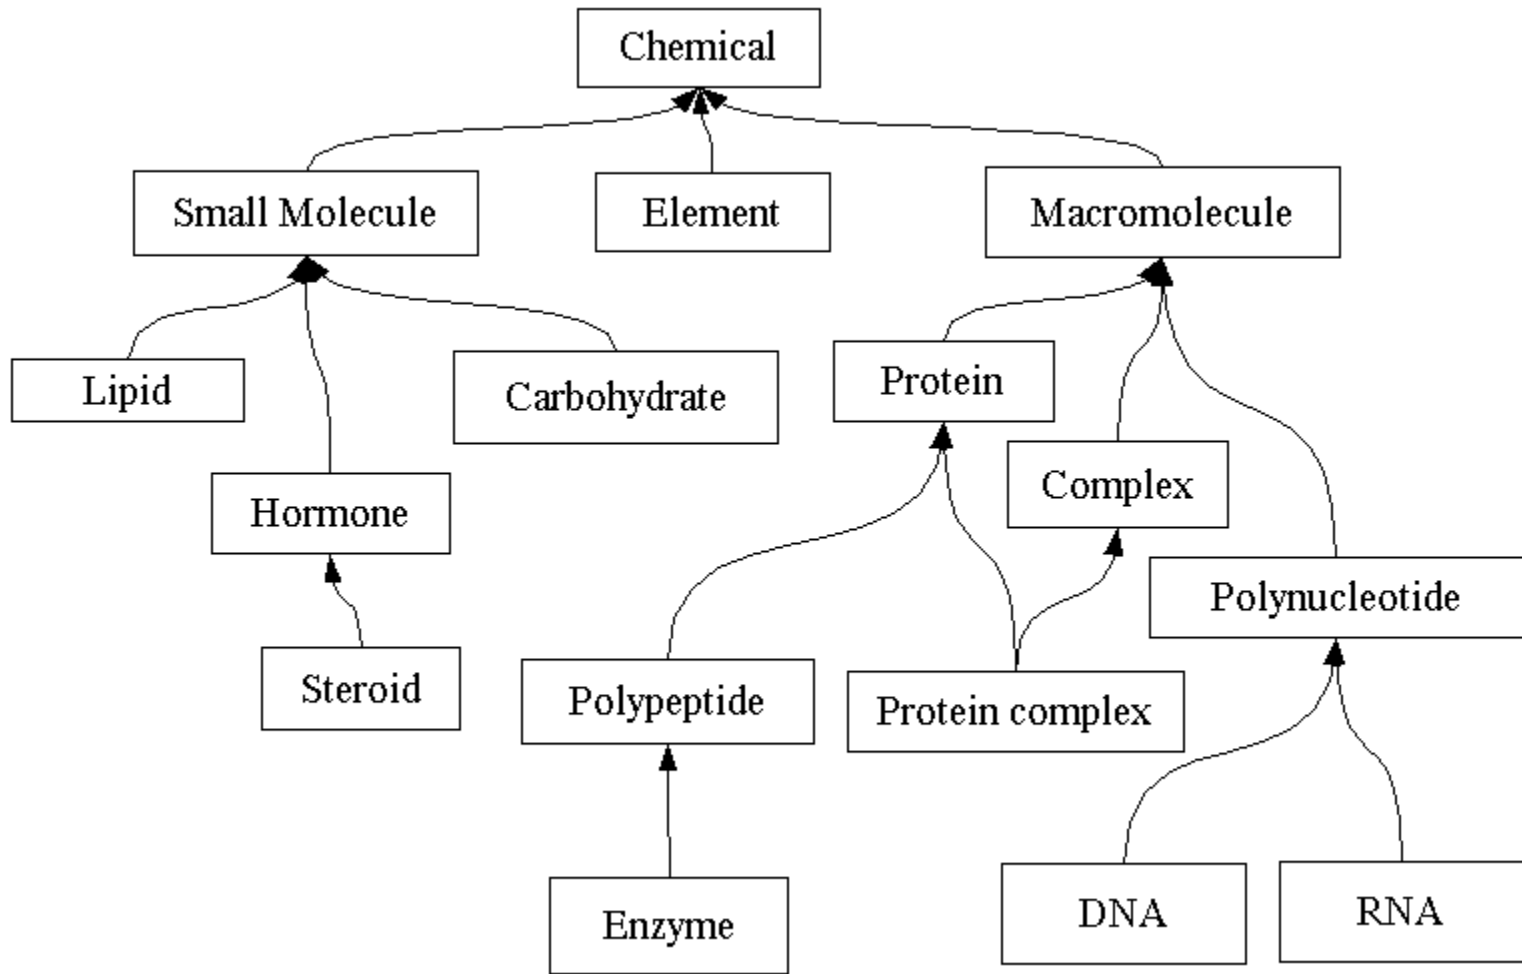 Chemical
Small Molecule
Element
Macromolecule
Lipid
Carbohydrate
Protein
Hormone
Complex
Polynucleotide
Steroid
Polypeptide
Protein complex
Enzyme
DNA
RNA